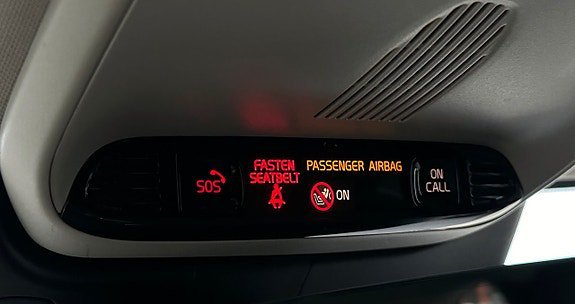 SOS
FASTEN
SEATBELT
PASSENGER AIRBAG
ON
ON
CALL